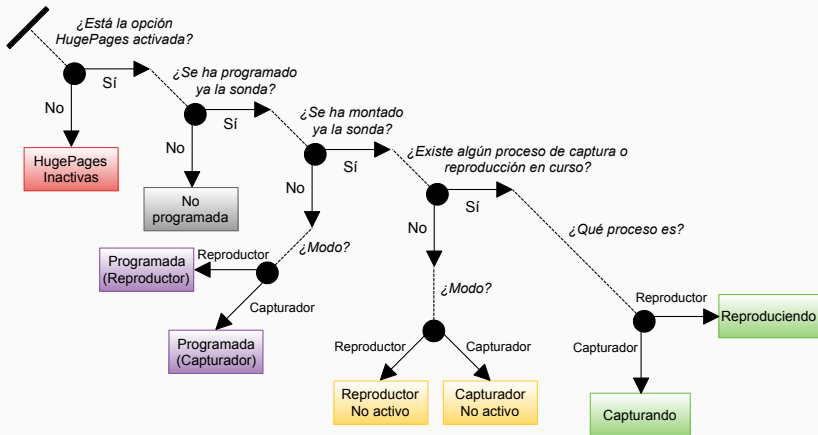 ¿Está la opción
HugePages activada?
Sí
No
HugePages
Inactivas
¿Se ha programado
ya la sonda?
Sí
No
No
programada
¿Se ha montado
ya la sonda?
Sí
No
¿Modo?
Reproductor
Programada
(Reproductor)
Capturador
Programada
(Capturador)
¿Existe algún proceso de captura o
reproducción en curso?
Sí
No
¿Modo?
Reproductor
Capturador
Reproductor
No activo
Capturador
No activo
¿Qué proceso es?
Reproductor
Reproduciendo
Capturador
Capturando